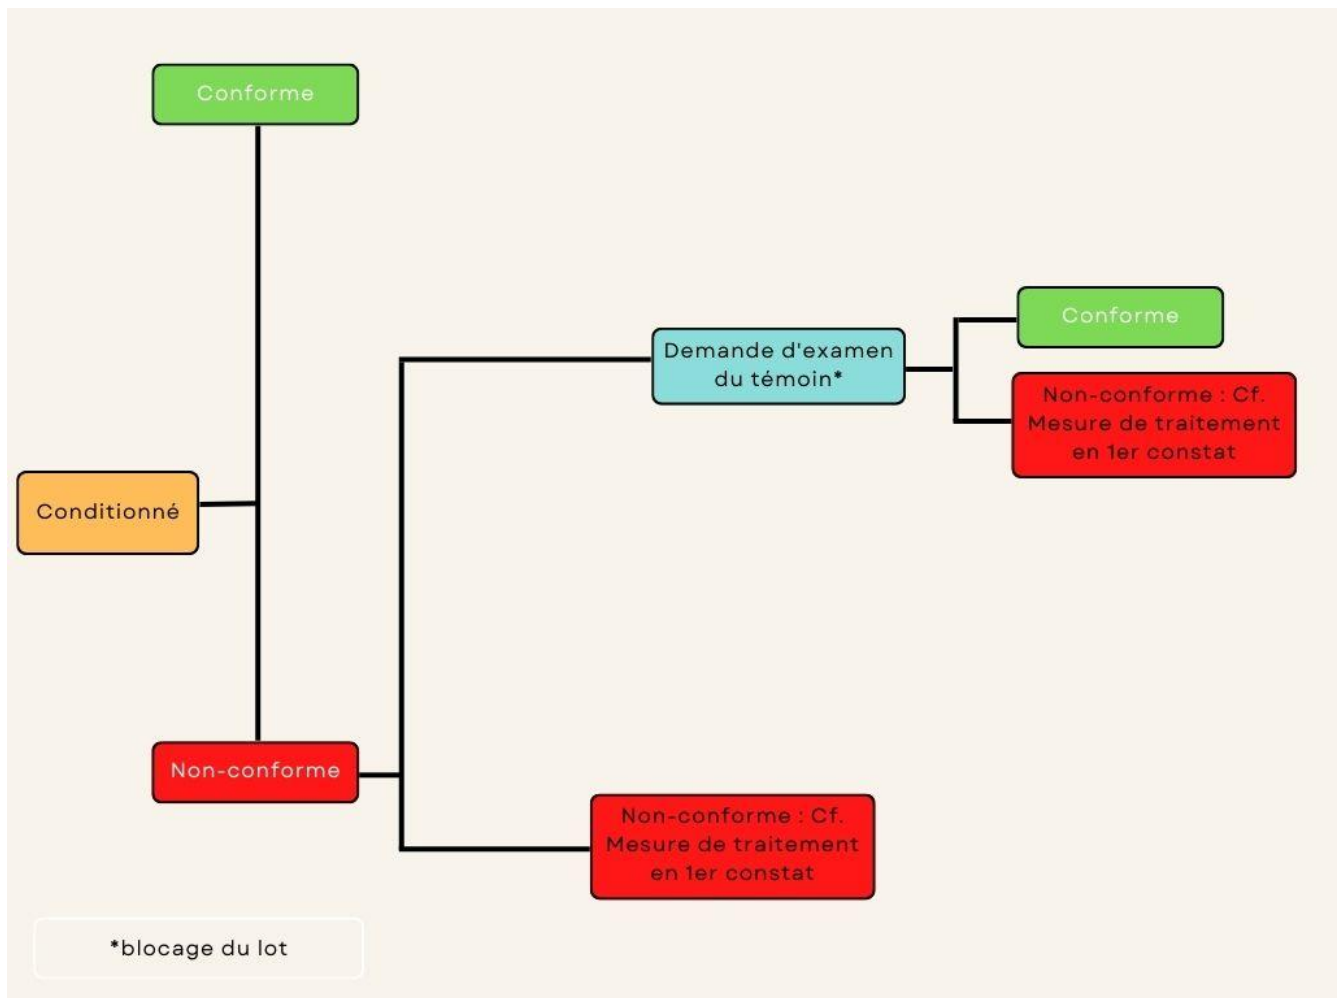 Conforme
Conforme
Demande d'examen
du témoin*
Non-conforme : Cf.
Mesure de traitement
en 1er constat
Conditionné
Non-conforme
Non-conforme : Cf.
Mesure de traitement
en 1er constat
*blocage du lot